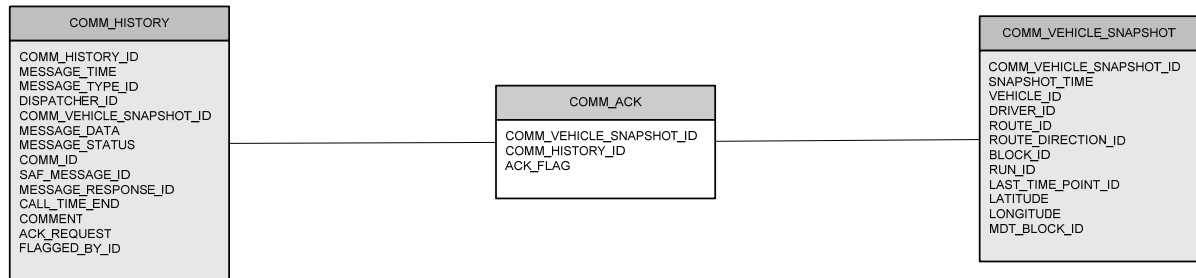 COMM_HISTORY
COMM_HISTORY_ID
MESSAGE_TIME
MESSAGE_TYPE_ID
DISPATCHER_ID
COMM_VEHICLE_SNAPSHOT_ID
MESSAGE_DATA
MESSAGE_STATUS
COMM_ID
SAF_MESSAGE_ID
MESSAGE_RESPONSE_ID
CALL_TIME_END
COMMENT
ACK_REQUEST
FLAGGED_BY_ID
COMM_ACK
COMM_VEHICLE_SNAPSHOT_ID
COMM_HISTORY_ID
ACK_FLAG
COMM_VEHICLE_SNAPSHOT
COMM_VEHICLE_SNAPSHOT_ID
SNAPSHOT_TIME
VEHICLE_ID
DRIVER_ID
ROUTE_ID
ROUTE_DIRECTION_ID
BLOCK_ID
RUN_ID
LAST_TIME_POINT_ID
LATITUDE
LONGITUDE
MDT_BLOCK_ID